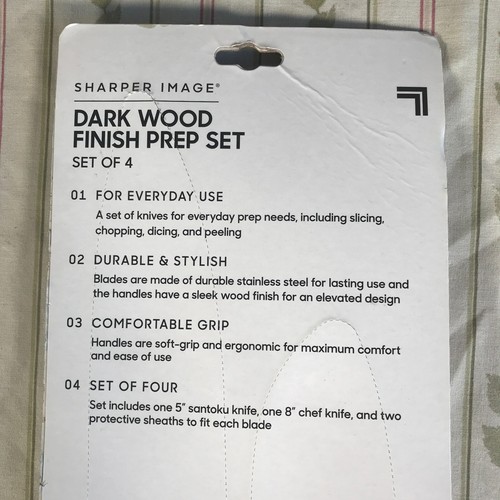 SHARPER IMAGE®
DARK WOOD
FINISH PREP SET
SET OF 4
01 FOR EVERYDAY USE
A set of knives for everyday prep needs, including slicing,
chopping, dicing, and peeling
02 DURABLE & STYLISH
Blades are made of durable stainless steel for lasting use and
the handles have a sleek wood finish for an elevated design
03 COMFORTABLE GRIP
Handles are soft-grip and ergonomic for maximum comfort
and ease of use
04 SET OF FOUR
Set includes one 5" santoku knife, one 8" chef knife, and two
protective sheaths to fit each blade